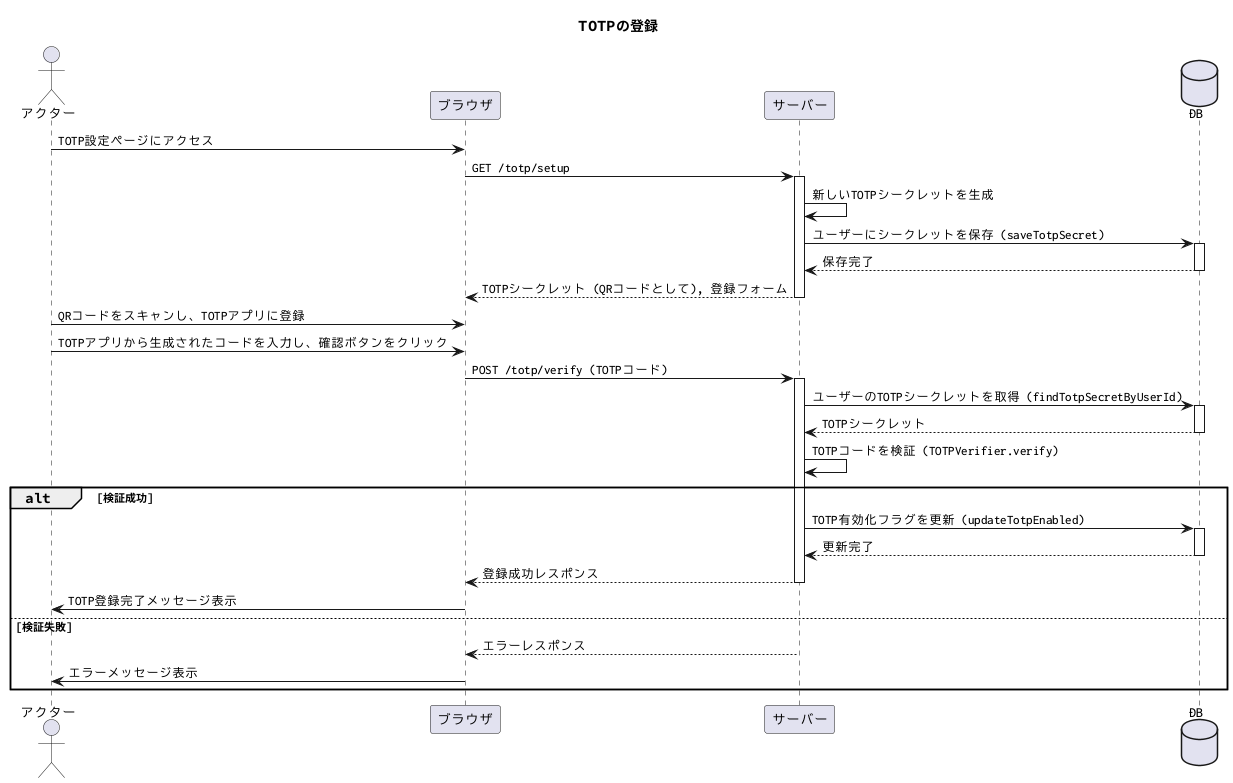 TOTPの登録
アクター
ブラウザ
サーバー
DB
TOTP設定ページにアクセス
GET /totp/setup
新しいTOTPシークレットを生成
ユーザーにシークレットを保存 (saveTotpSecret)
保存完了
TOTPシークレット (QRコードとして), 登録フォーム
QRコードをスキャンし、TOTPアプリに登録
TOTPアプリから生成されたコードを入力し、確認ボタンをクリック
POST /totp/verify (TOTPコード)
ユーザーのTOTPシークレットを取得 (findTotpSecretByUserId)
TOTPシークレット
TOTPコードを検証 (TOTPVerifier.verify)
alt [検証成功]
TOTP有効化フラグを更新 (updateTotpEnabled)
更新完了
登録成功レスポンス
TOTP登録完了メッセージ表示
[検証失敗]
エラーレスポンス
エラーメッセージ表示
アクター
ブラウザ
サーバー
DB